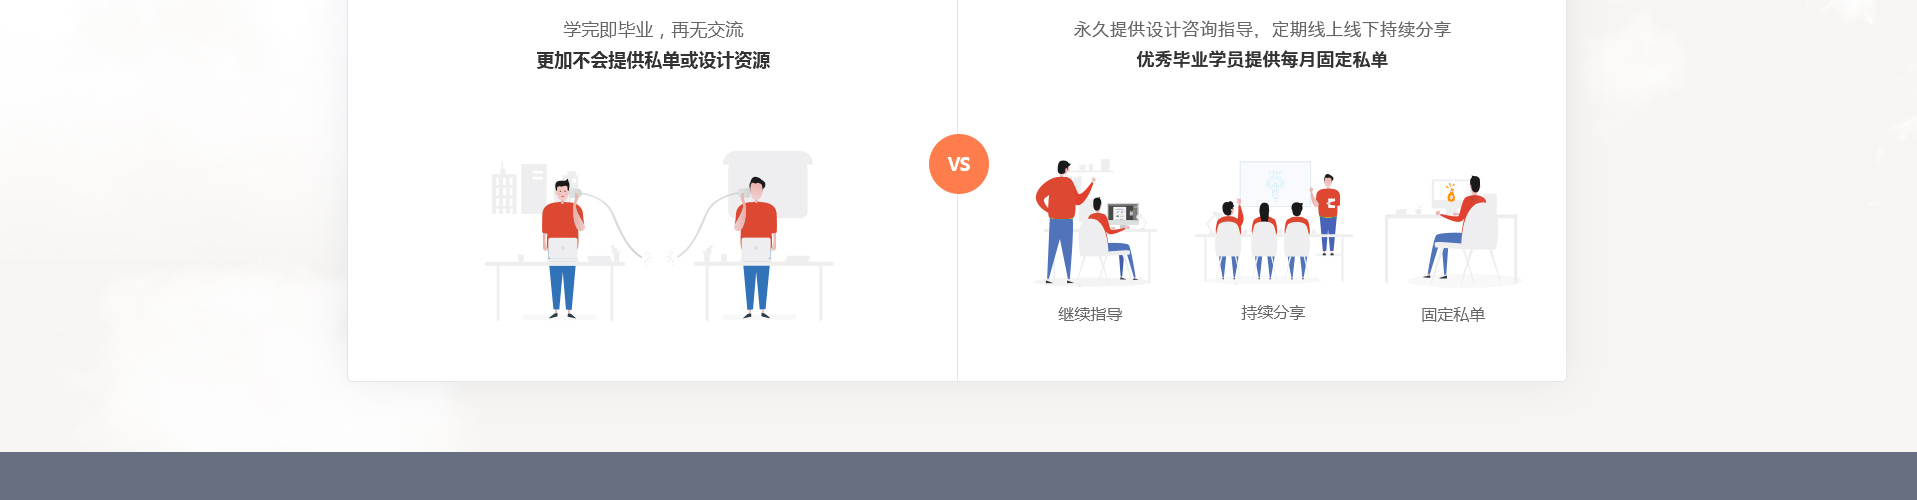 学完即毕业，再无交流
更加不会提供私单或设计资源
永久提供设计咨询指导，定期线上线下持续分享
优秀毕业学员提供每月固定私单
VS
继续指导
持续分享
固定私单